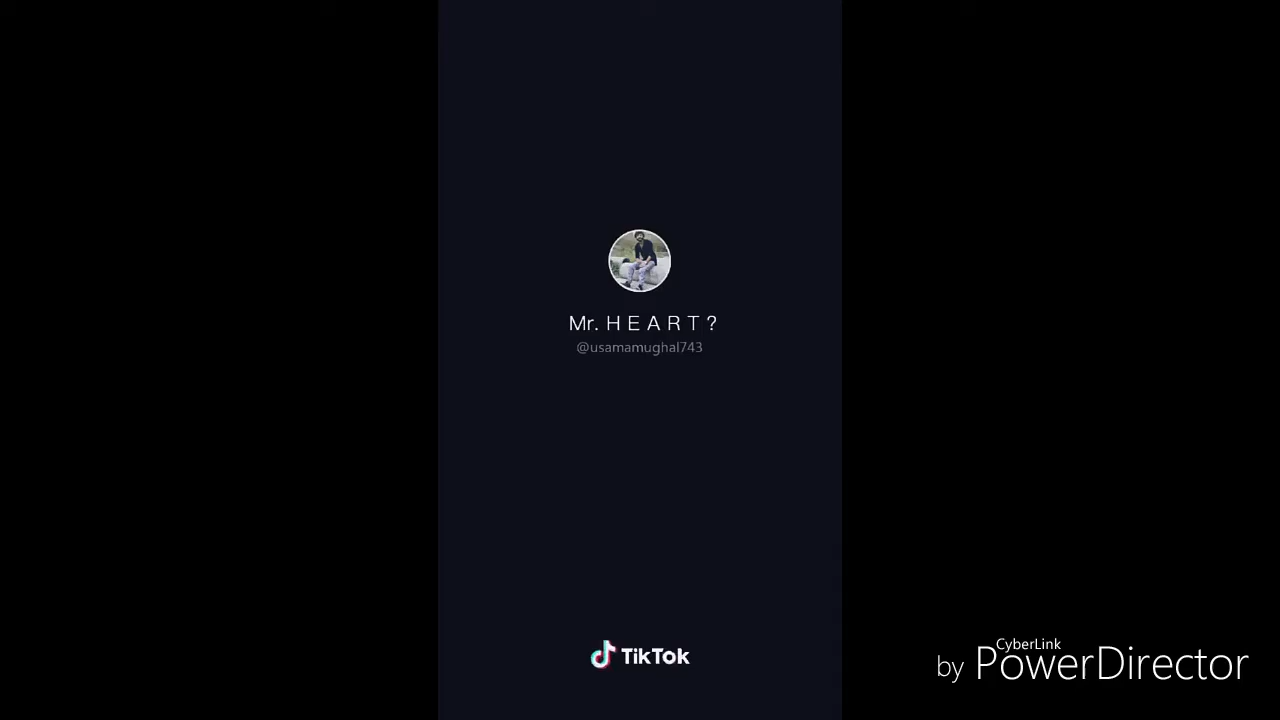 Mr. H E A R T ?
@usamamughal743
TikTok
CyberLink
by PowerDirector